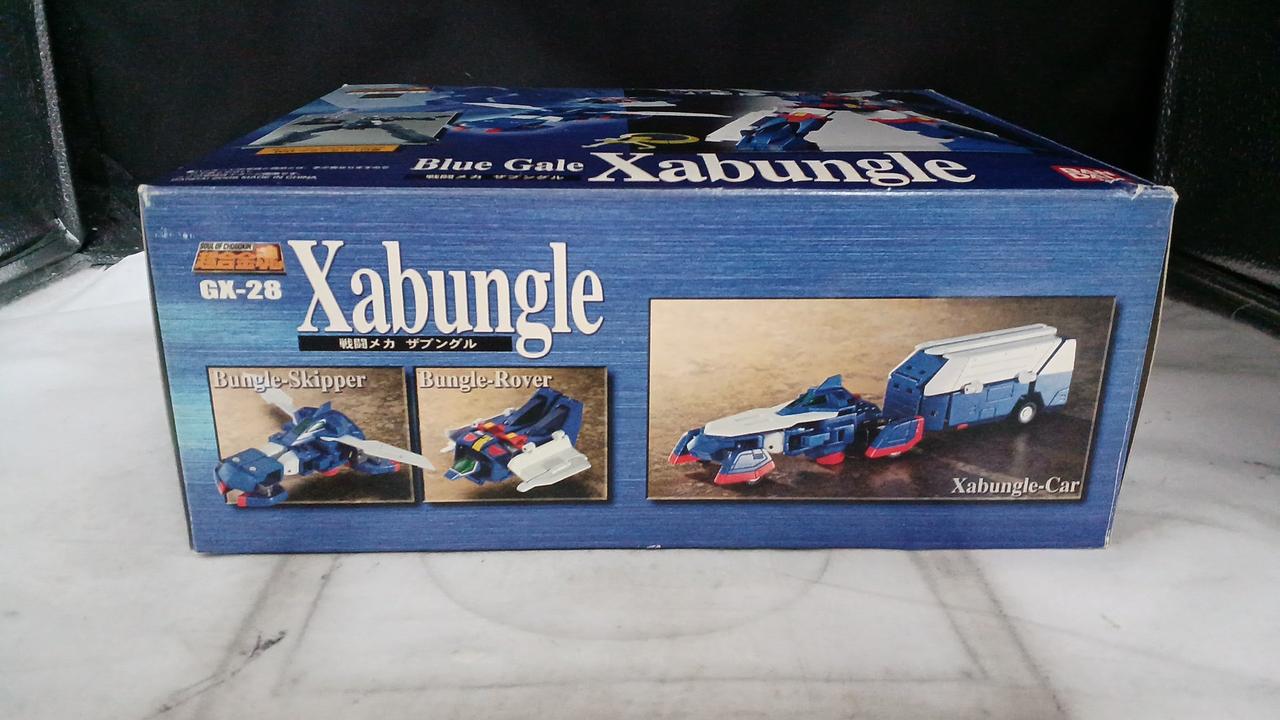 Blue Gale Xabungle
戦闘メカ ザブングル
MADE IN CHINA
SOUL OF CHOGOKIN
超合金魂
GX-28
Xabungle
戦闘メカ ザブングル
Bungle-Skipper
Bungle-Rover
Xabungle-Car